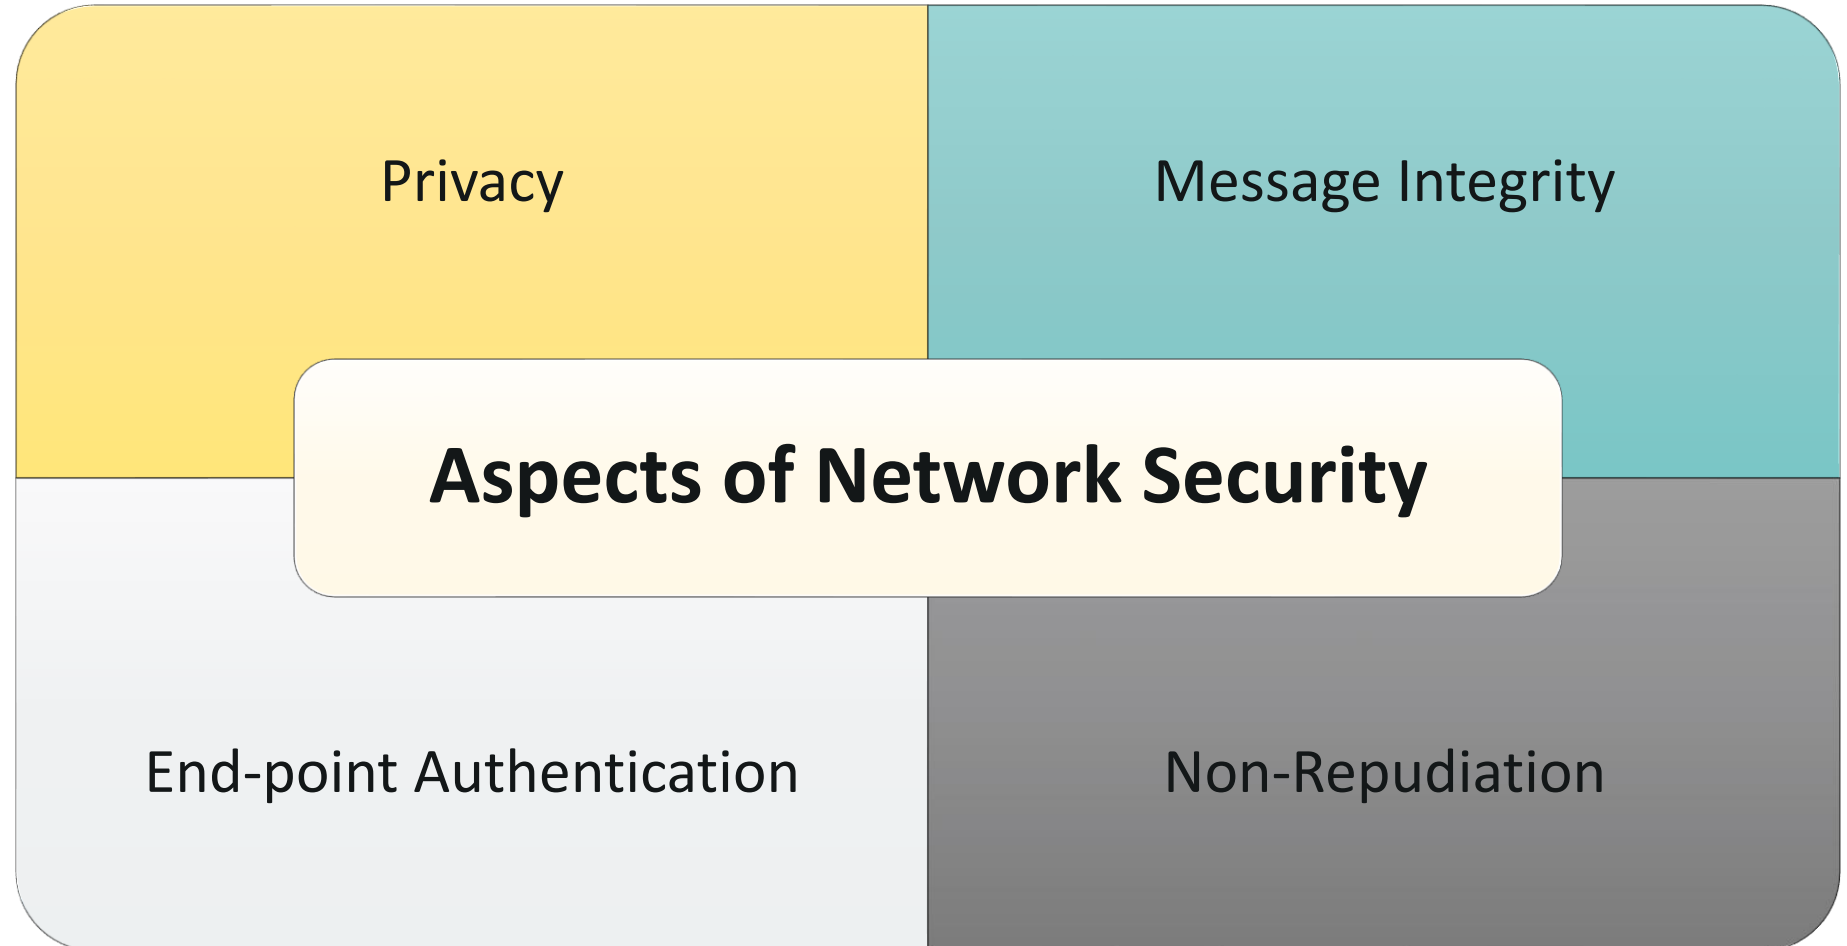 Privacy
Message Integrity
Aspects of Network Security
End-point Authentication
Non-Repudiation